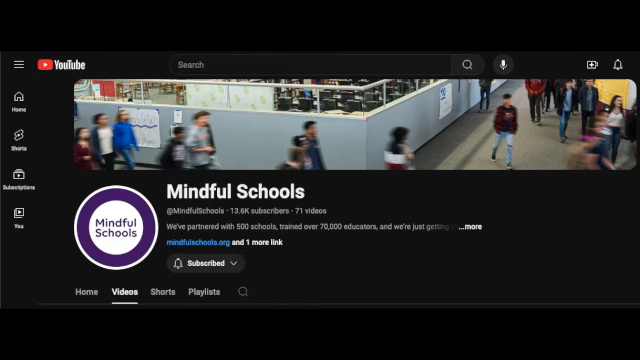 YouTube
Search
Home
Shorts
Subscriptions
You
Mindful
Schools
Mindful Schools
@MindfulSchools · 13.6K subscribers · 71 videos
We've partnered with 500 schools, trained over 70,000 educators, and we're just getting ...more
mindfulschools.org and 1 more link
Subscribed
Home Videos Shorts Playlists